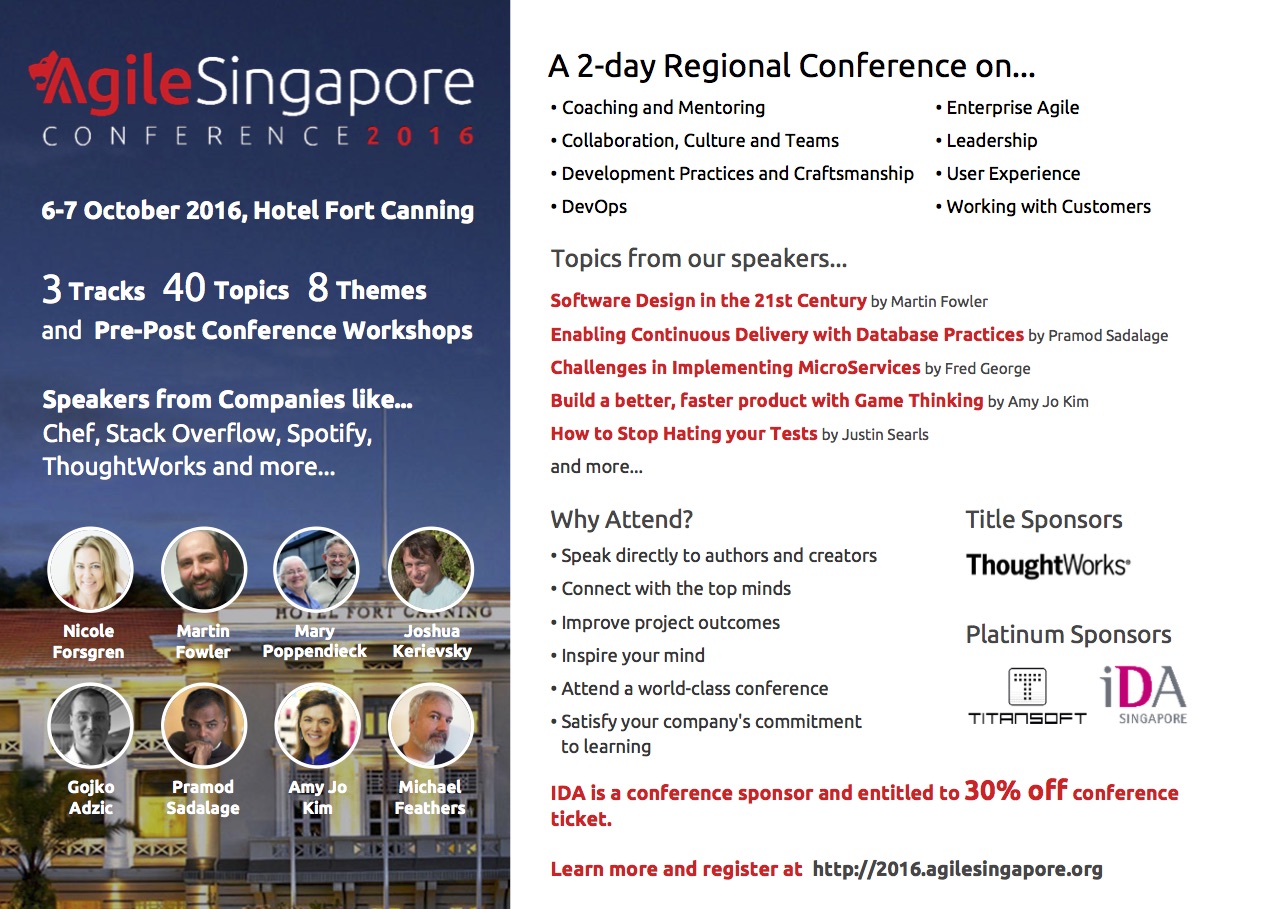 AgileSingapore
CONFERENCE2016
6-7 October 2016, Hotel Fort Canning
3 Tracks 40 Topics 8 Themes
and Pre-Post Conference Workshops
Speakers from Companies like...
Chef, Stack Overflow, Spotify,
ThoughtWorks and more...
HOTEL FORT CANNING
Nicole
Forsgren
Martin
Fowler
Mary
Poppendieck
Joshua
Kerievsky
Gojko
Adzic
Pramod
Sadalage
Amy Jo
Kim
Michael
Feathers
A 2-day Regional Conference on...
• Coaching and Mentoring
• Collaboration, Culture and Teams
• Development Practices and Craftsmanship
• DevOps
• Enterprise Agile
• Leadership
• User Experience
• Working with Customers
Topics from our speakers...
Software Design in the 21st Century by Martin Fowler
Enabling Continuous Delivery with Database Practices by Pramod Sadalage
Challenges in Implementing MicroServices by Fred George
Build a better, faster product with Game Thinking by Amy Jo Kim
How to Stop Hating your Tests by Justin Searls
and more...
Why Attend?
• Speak directly to authors and creators
• Connect with the top minds
• Improve project outcomes
• Inspire your mind
• Attend a world-class conference
• Satisfy your company's commitment
to learning
Title Sponsors
ThoughtWorks®
Platinum Sponsors
T
TITANSOFT
iDA
SINGAPORE
IDA is a conference sponsor and entitled to 30% off conference
ticket.
Learn more and register at http://2016.agilesingapore.org